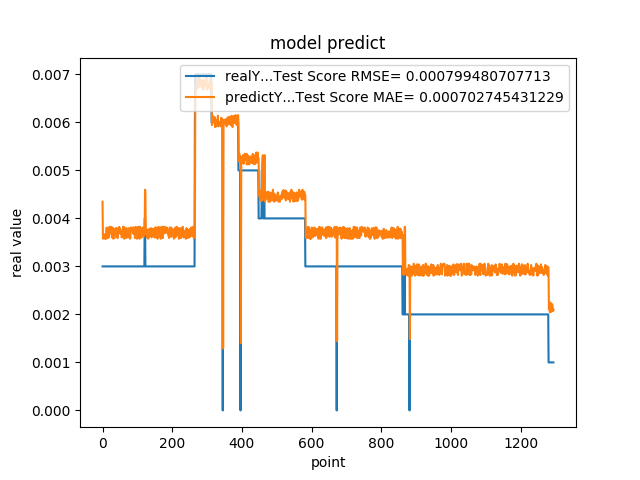 model predict
realY...Test Score RMSE= 0.000799480707713
predictY...Test Score MAE= 0.000702745431229
real value
0.007
0.006
0.005
0.004
0.003
0.002
0.001
0.000
0 200 400 600 800 1000 1200
point